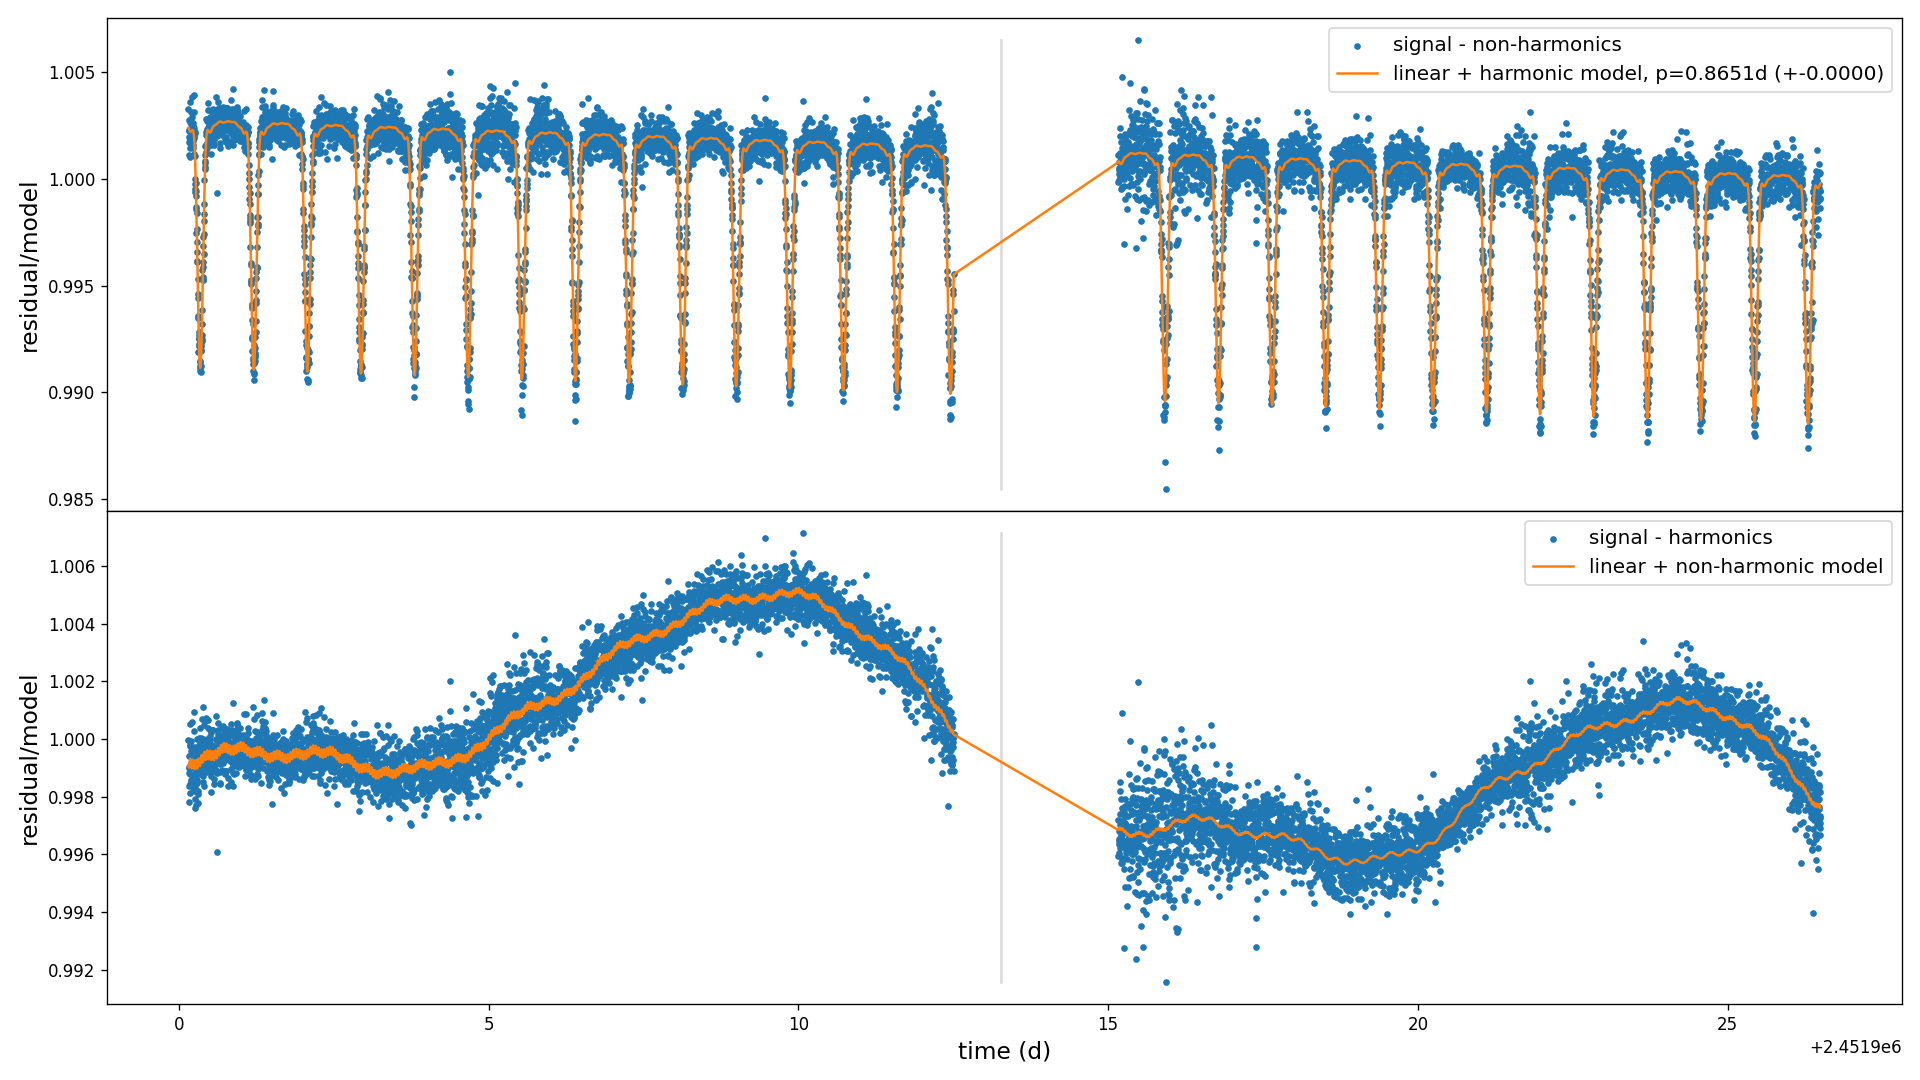 signal - non-harmonics
linear + harmonic model, p=0.8651d (+-0.0000)
residual/model
1.005
1.000
0.995
0.990
0.985
signal - harmonics
linear + non-harmonic model
residual/model
1.006
1.004
1.002
1.000
0.998
0.996
0.994
0.992
0 5 10 15 20 25
time (d)
+2.4519e6